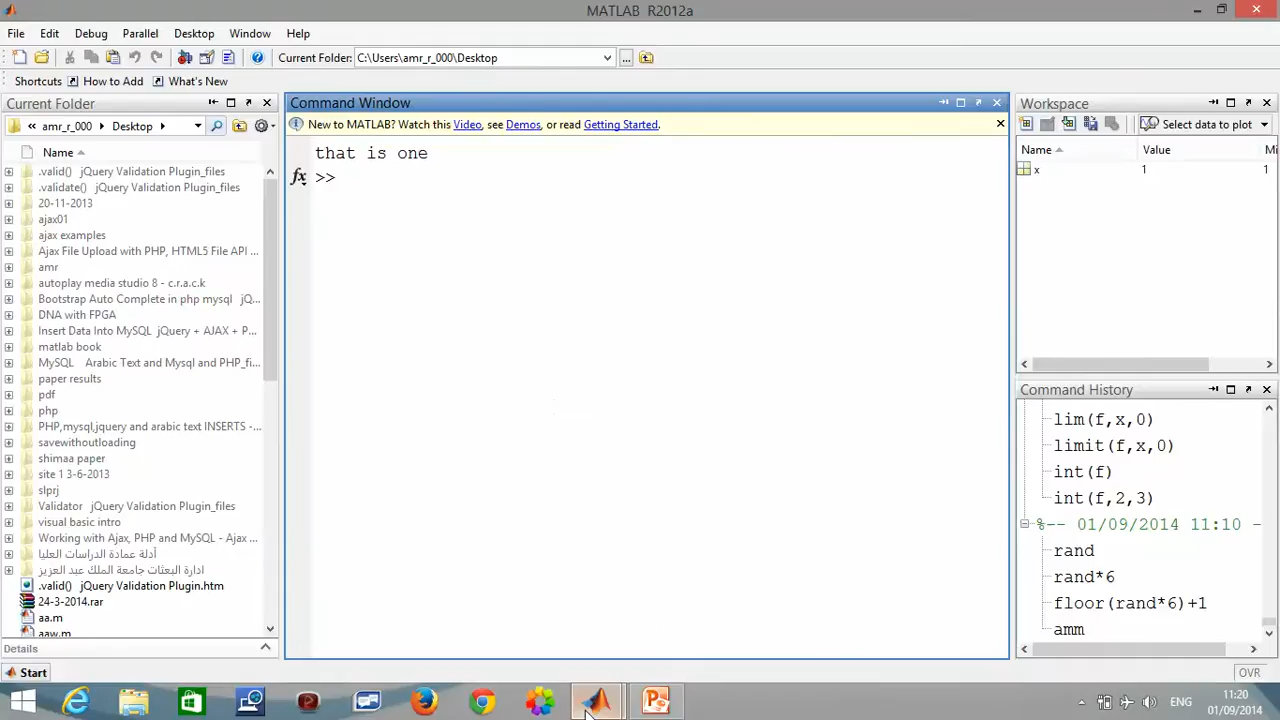 MATLAB R2012a
File Edit Debug Parallel Desktop Window Help
Current Folder: C:\Users\amr_r_000\Desktop
Shortcuts How to Add What's New
Current Folder
« amr_r_000 Desktop
Name
.valid() jQuery Validation Plugin_files
.validate() jQuery Validation Plugin_files
20-11-2013
ajax01
ajax examples
Ajax File Upload with PHP, HTML5 File API ...
amr
autoplay media studio 8 - c.r.a.c.k
Bootstrap Auto Complete in php mysql jQ...
DNA with FPGA
Insert Data Into MySQL jQuery + AJAX + P...
matlab book
MySQL Arabic Text and Mysql and PHP_fi...
paper results
pdf
php
PHP,mysql,jquery and arabic text INSERTS -...
savewithoutloading
shimaa paper
site 1 3-6-2013
slprj
Validator jQuery Validation Plugin_files
visual basic intro
Working with Ajax, PHP and MySQL - Ajax ...
أدلة عمادة الدراسات العليا
ادارة البعثات جامعة الملك عبد العزيز
.valid() jQuery Validation Plugin.htm
24-3-2014.rar
aa.m
aaw.m
Details
Command Window
New to MATLAB? Watch this Video, see Demos, or read Getting Started.
that is one
fx >>
Workspace
Select data to plot
Name Value Mi
x 1 1
Command History
lim(f,x,0)
limit(f,x,0)
int(f)
int(f,2,3)
%-- 01/09/2014 11:10 -
rand
rand*6
floor(rand*6)+1
amm
Start
OVR
ENG
11:20
01/09/2014